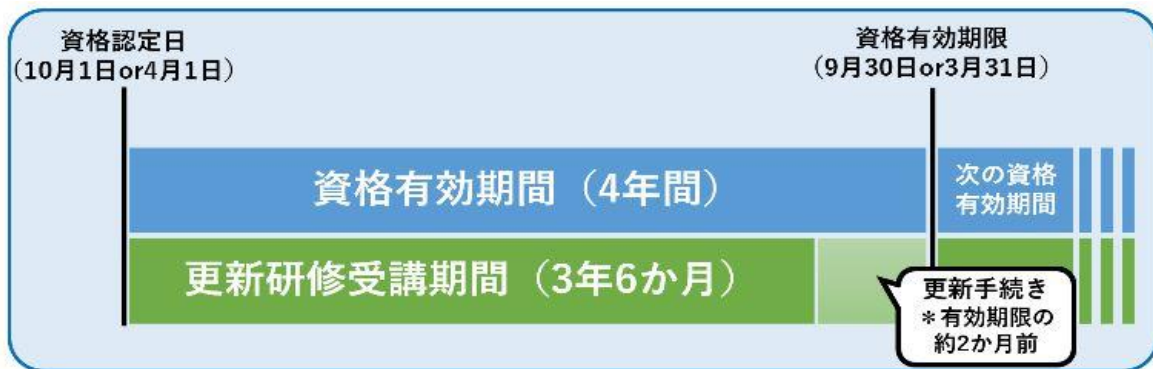 資格認定日
（10月1日or4月1日）
資格有効期限
（9月30日or3月31日）
資格有効期間（4年間）
次の資格
有効期間
更新研修受講期間（3年6か月）
更新手続き
＊有効期限の
約2か月前